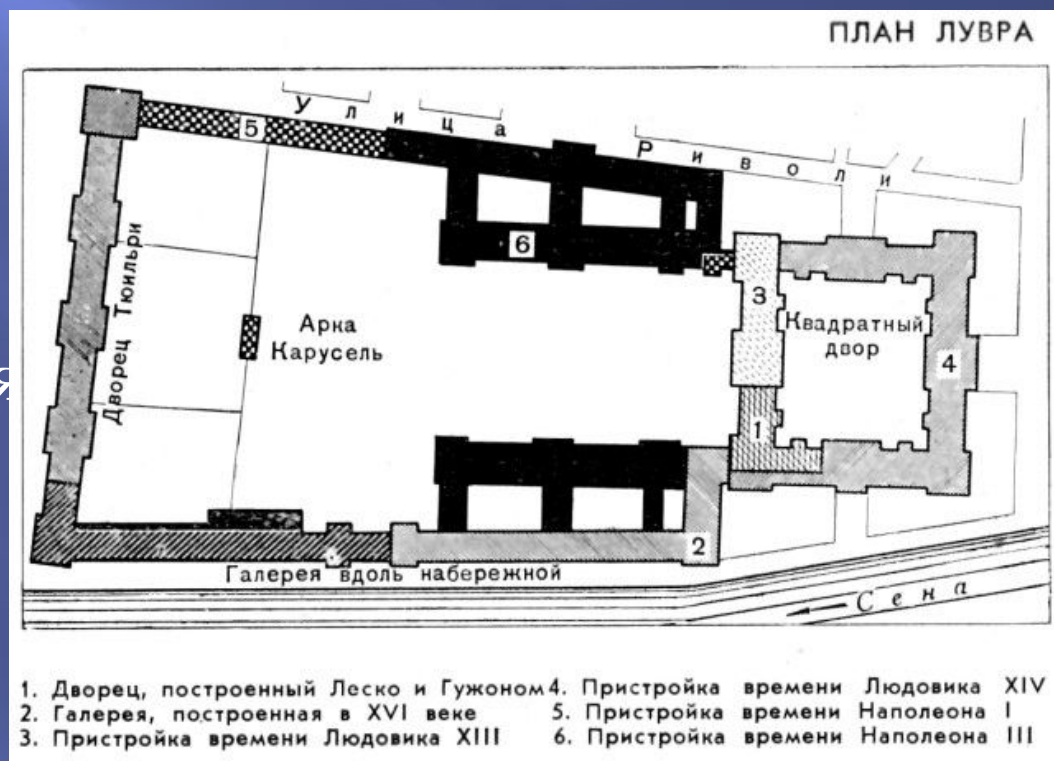 ПЛАН ЛУВРА
Улица Риволи
5
6
Дворец Тюильри
Арка
Карусель
3
Квадратный
двор
4
1
2
Галерея вдоль набережной
Сена
я
1. Дворец, построенный Леско и Гужоном
2. Галерея, построенная в XVI веке
3. Пристройка времени Людовика XIII
4. Пристройка времени Людовика XIV
5. Пристройка времени Наполеона I
6. Пристройка времени Наполеона III